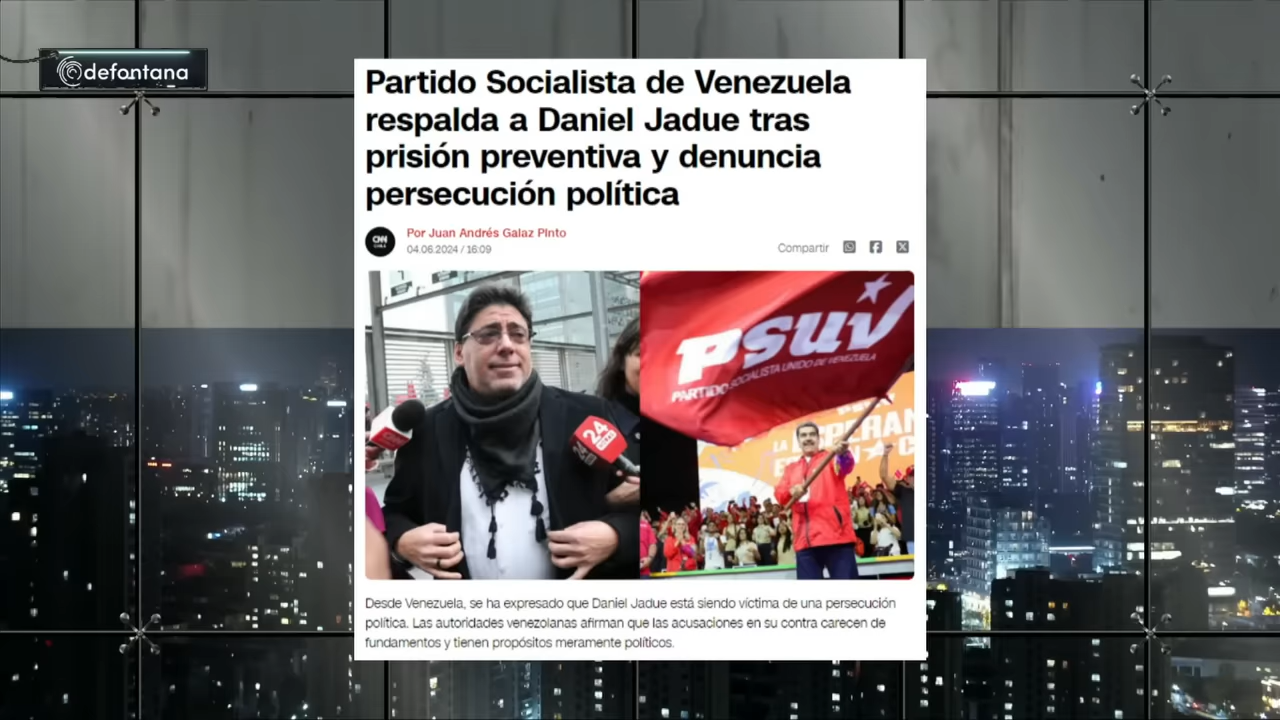 defontana
Partido Socialista de Venezuela
respalda a Daniel Jadue tras
prisión preventiva y denuncia
persecución política
CNN
CHILE
Por Juan Andrés Galaz Pinto
04.06.2024 / 16:09
Compartir
24
PSUV
PARTIDO SOCIALISTA UNIDO DE VENEZUELA
LA
Desde Venezuela, se ha expresado que Daniel Jadue está siendo víctima de una persecución
política. Las autoridades venezolanas afirman que las acusaciones en su contra carecen de
fundamentos y tienen propósitos meramente políticos.